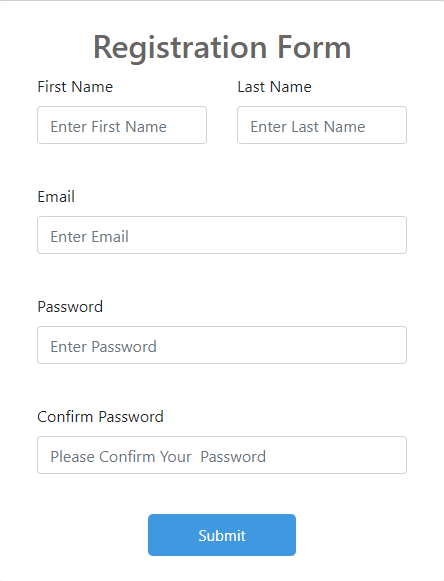 Registration Form
First Name Last Name
Enter First Name Enter Last Name
Email
Enter Email
Password
Enter Password
Confirm Password
Please Confirm Your  Password
Submit